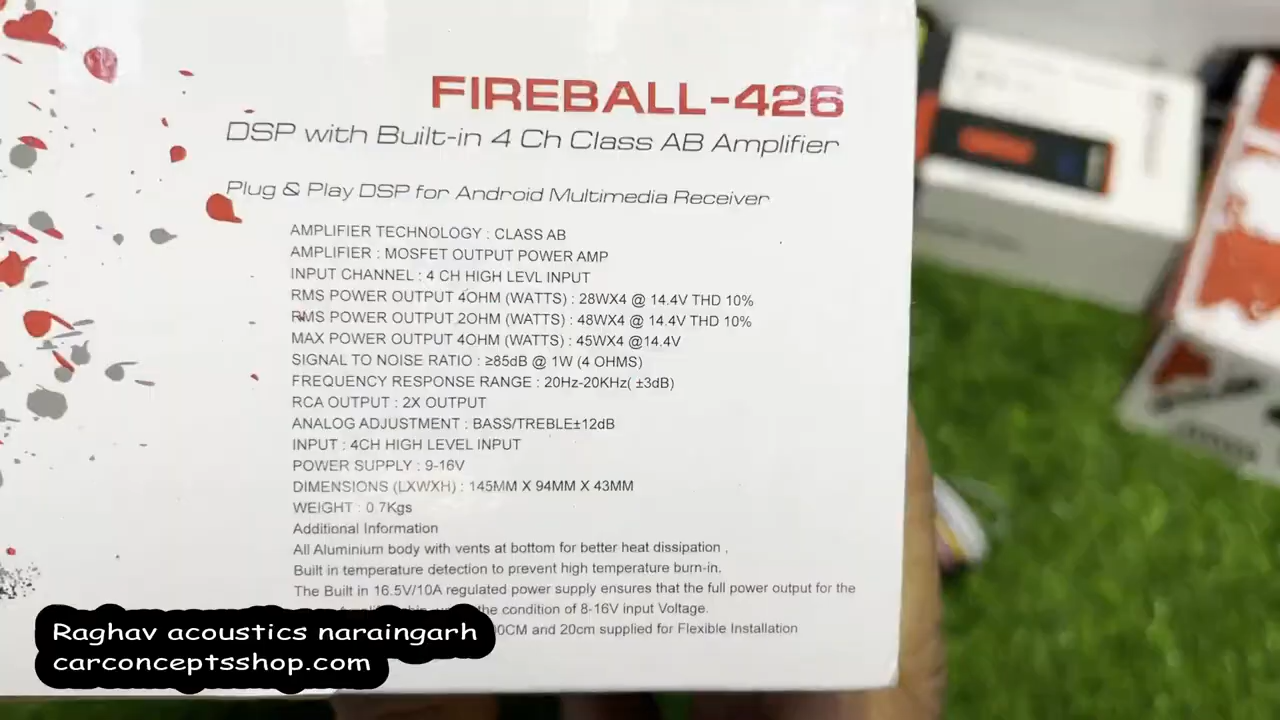 FIREBALL-426
DSP with Built-in 4 Ch Class AB Amplifier
Plug & Play DSP for Android Multimedia Receiver
AMPLIFIER TECHNOLOGY : CLASS AB
AMPLIFIER : MOSFET OUTPUT POWER AMP
INPUT CHANNEL : 4 CH HIGH LEVL INPUT
RMS POWER OUTPUT 4OHM (WATTS) : 28WX4 @ 14.4V THD 10%
RMS POWER OUTPUT 2OHM (WATTS) : 48WX4 @ 14.4V THD 10%
MAX POWER OUTPUT 4OHM (WATTS) : 45WX4 @14.4V
SIGNAL TO NOISE RATIO : ≥85dB @ 1W (4 OHMS)
FREQUENCY RESPONSE RANGE : 20Hz-20KHz( ±3dB)
RCA OUTPUT : 2X OUTPUT
ANALOG ADJUSTMENT : BASS/TREBLE±12dB
INPUT : 4CH HIGH LEVEL INPUT
POWER SUPPLY : 9-16V
DIMENSIONS (LXWXH) : 145MM X 94MM X 43MM
WEIGHT : 0.7Kgs
Additional Information
All Aluminium body with vents at bottom for better heat dissipation ,
Built in temperature detection to prevent high temperature burn-in.
The Built in 16.5V/10A regulated power supply ensures that the full power output for the
the condition of 8-16V input Voltage.
and 20cm supplied for Flexible Installation
Raghav acoustics naraingarh
carconceptsshop.com